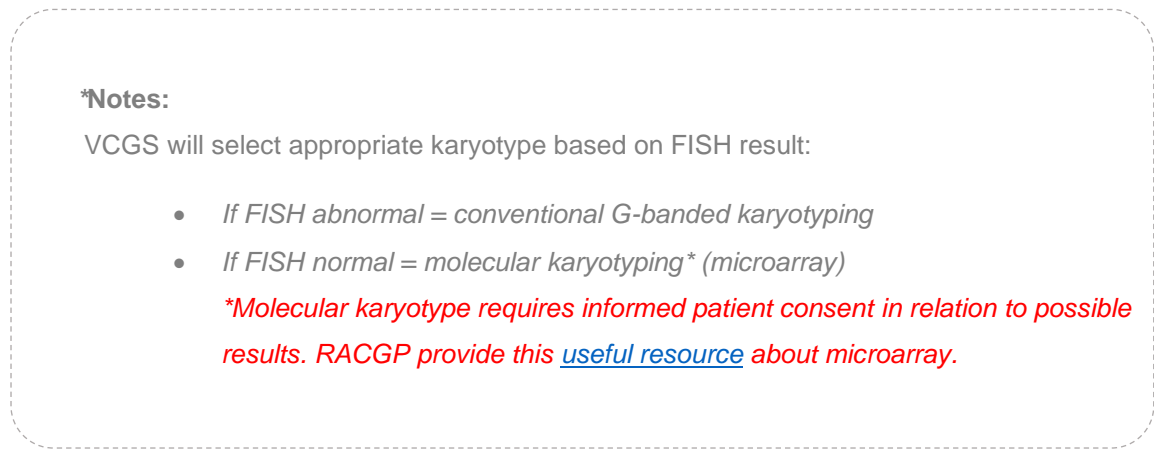 *Notes:
VCGS will select appropriate karyotype based on FISH result:
• If FISH abnormal = conventional G-banded karyotyping
• If FISH normal = molecular karyotyping* (microarray)
*Molecular karyotype requires informed patient consent in relation to possible
results. RACGP provide this useful resource about microarray.